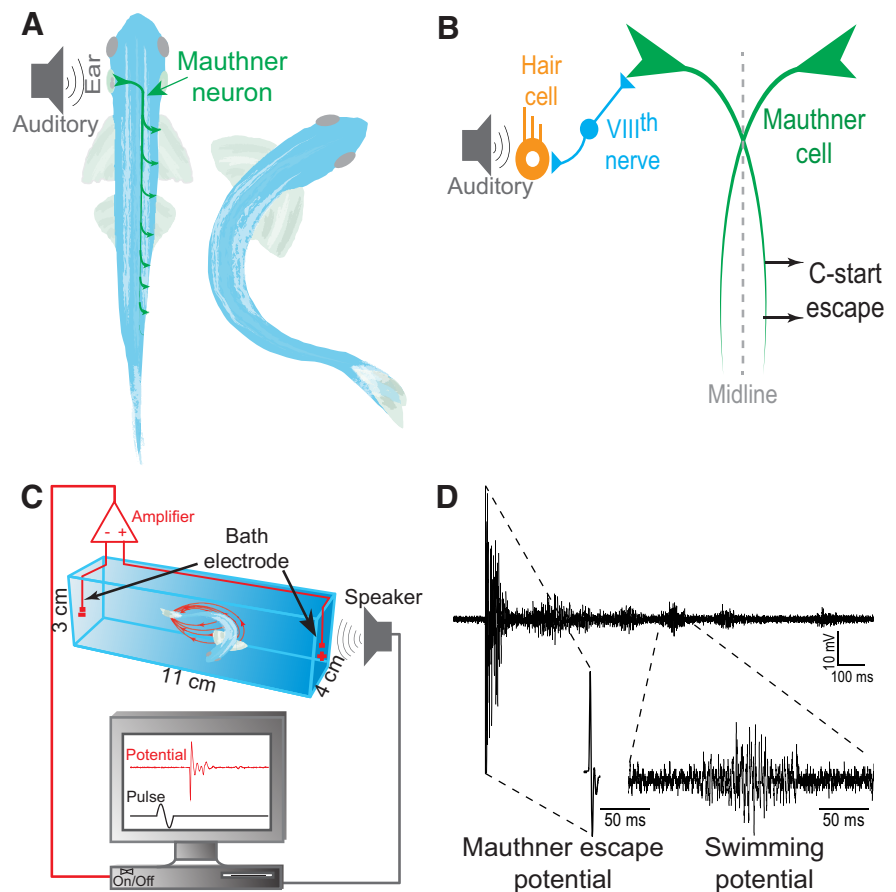 A
Ear
Mauthner
neuron
Auditory
B
Hair
cell
VIIIth
nerve
Auditory
Mauthner
cell
C-start
escape
Midline
C
Amplifier
- +
Bath
electrode
Speaker
3 cm
11 cm
4 cm
Potential
Pulse
On/Off
D
10 mV
100 ms
50 ms
50 ms
Mauthner escape
potential
Swimming
potential